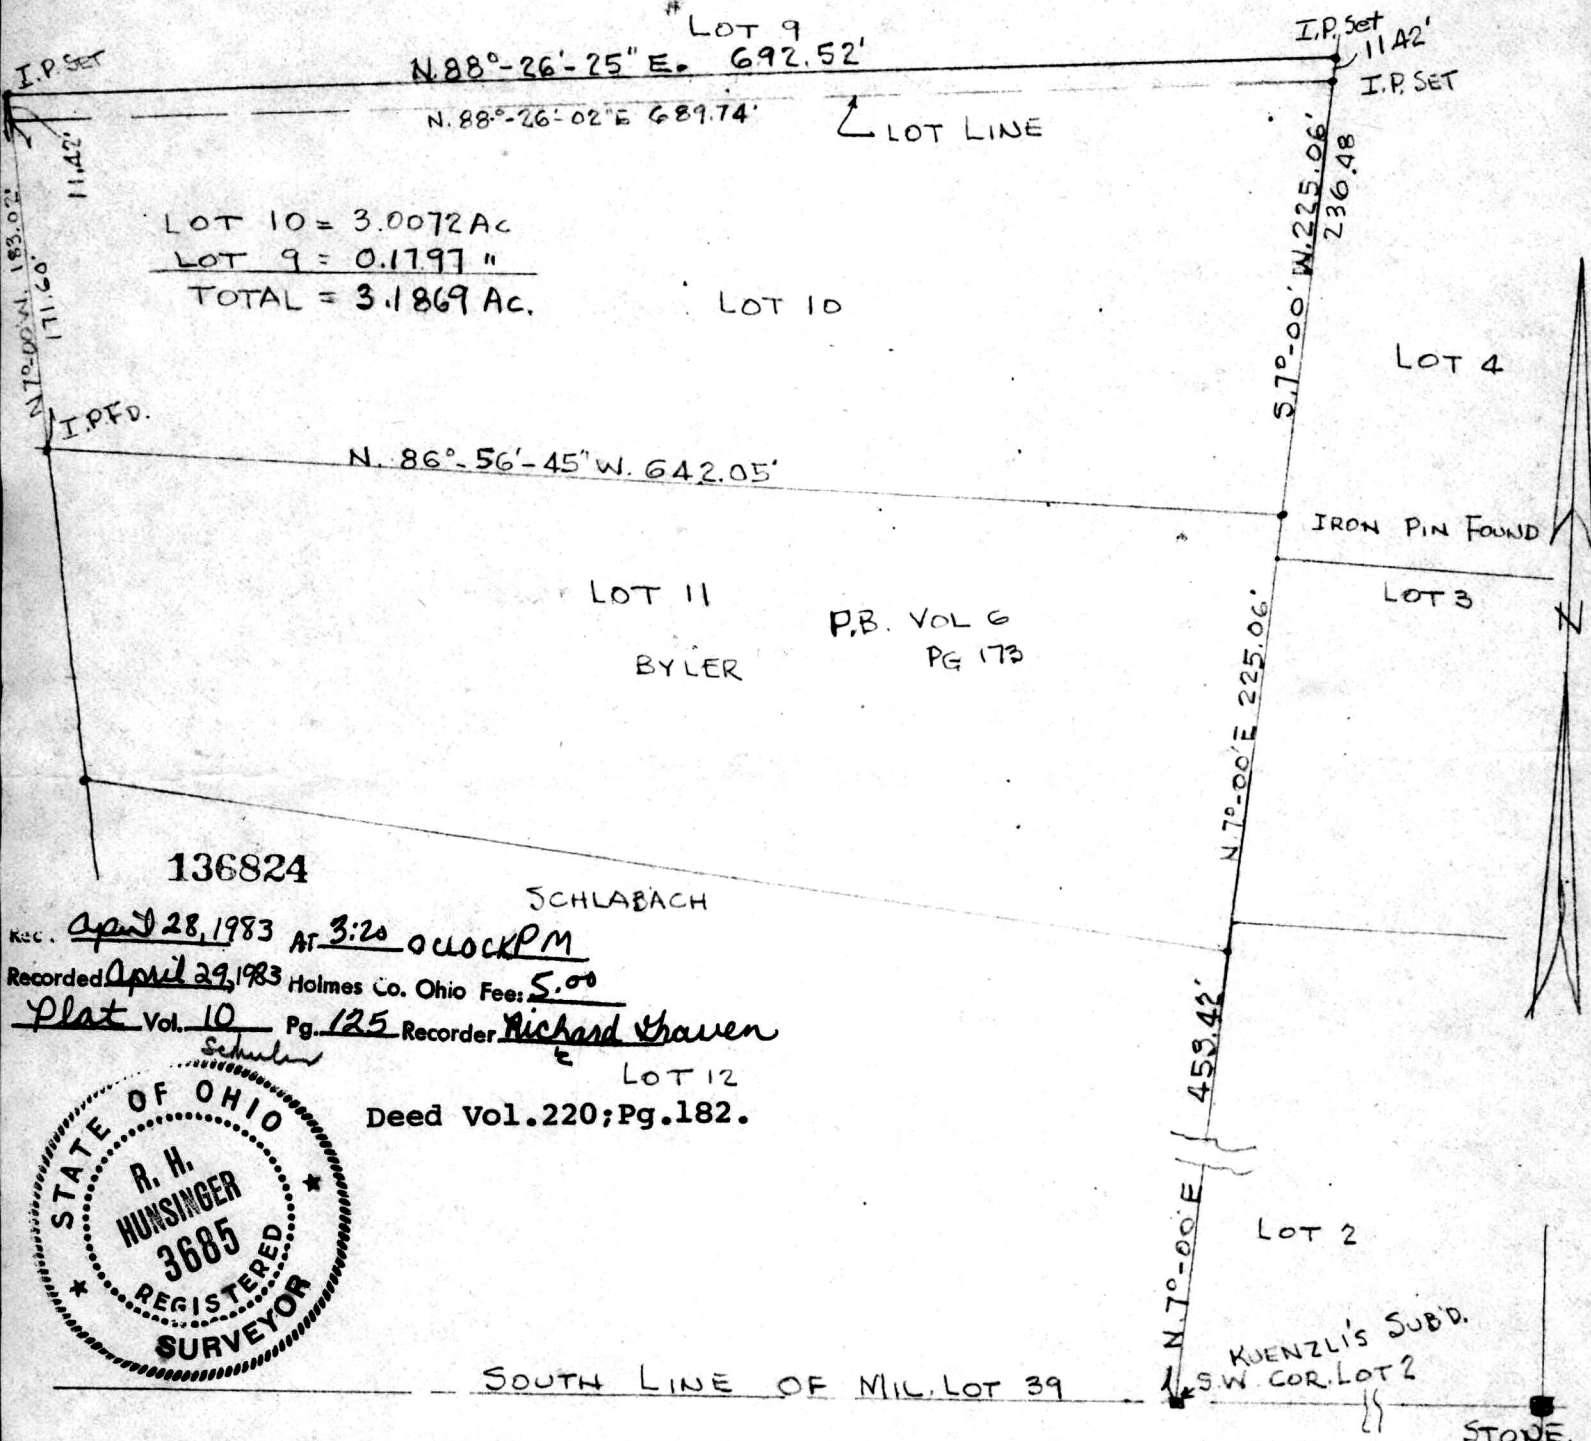 LOT 9
I.P. SET
N.88°-26'-25" E. 692.52'
I.P. Set
11.42'
I.P. SET
N.88°-26'-02" E 689.74'
LOT LINE
11.42'
N.7°-00'W. 183.02'
171.60'
S.7°-00' W.225.06'
236.48
LOT 10 = 3.0072 Ac
LOT 9 = 0.1797 "
TOTAL = 3.1869 Ac.
LOT 10
LOT 4
I.P.FD.
N. 86°-56'-45" W. 642.05'
IRON PIN FOUND
LOT 11
P.B. VOL 6
PG 173
BYLER
LOT 3
N
N.7°-00' E 225.06'
136824
SCHLABACH
Rec. April 28, 1983 AT 3:20 O CLOCK P M
Recorded April 29, 1983 Holmes Co. Ohio Fee: 5.00
Plat Vol. 10 Pg. 125 Recorder Richard Graven
LOT 12
Deed Vol.220;Pg.182.
STATE OF OHIO
R. H.
HUNSINGER
3685
REGISTERED
SURVEYOR
N.7°-00' E 453.42'
LOT 2
KUENZLI'S SUB'D.
S.W. COR. LOT 2
SOUTH LINE OF MIL. LOT 39
STONE